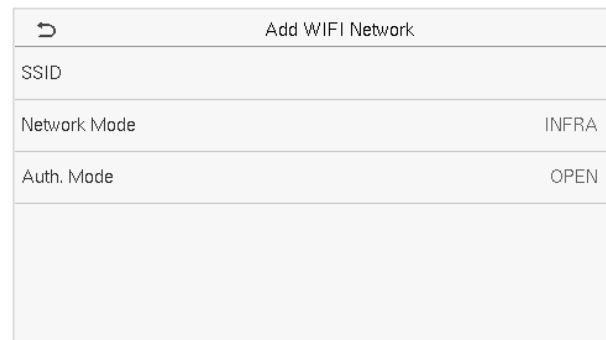 Add WIFI Network
SSID
Network Mode INFRA
Auth. Mode OPEN